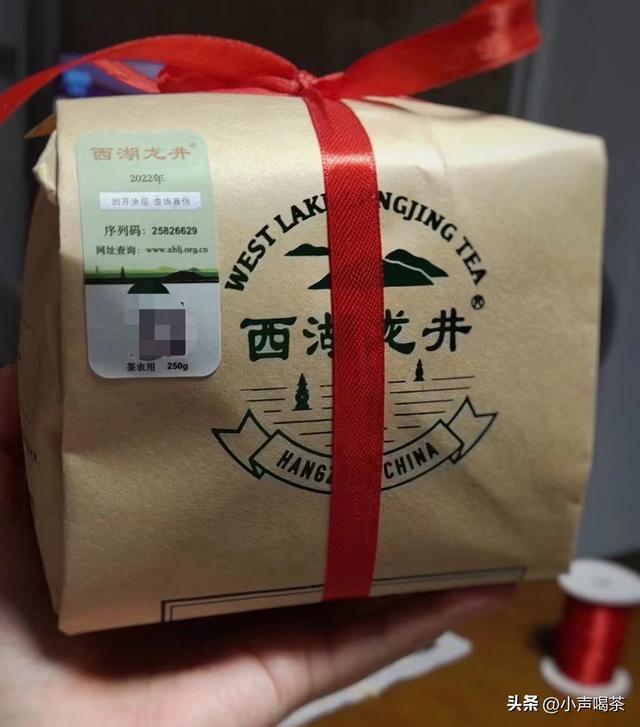 西湖龙井®
2022年
刮开涂层 查询真伪
序列码：25826629
网址查询：www.xhlj.org.cn
茶农用 250g
WEST LAKE NGJING TEA
®
西湖龙井
HANGZ CHINA
头条 @小声喝茶